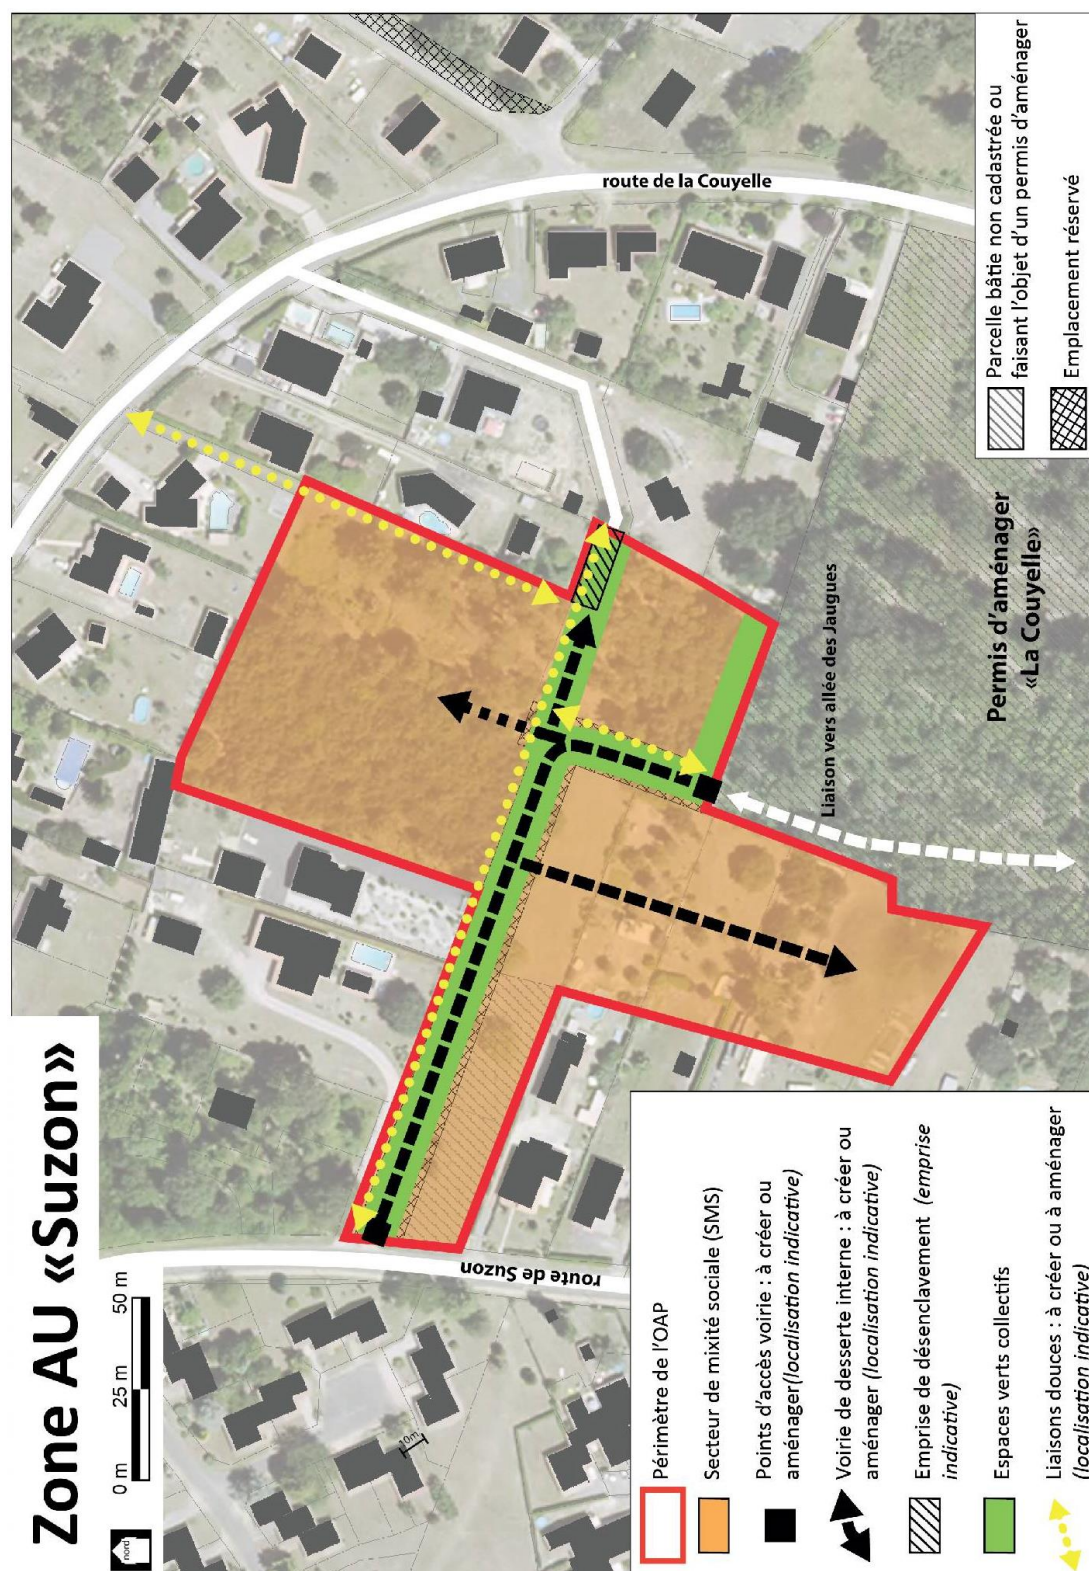 Zone AU «Suzon»
nord
0 m
25 m
50 m
10m
route de Suzon
route de la Couyelle
Liaison vers allée des Jaugues
Permis d'aménager
«La Couyelle»
Périmètre de l'OAP
Secteur de mixité sociale (SMS)
Points d'accès voirie : à créer ou
aménager(localisation indicative)
Voirie de desserte interne : à créer ou
aménager (localisation indicative)
Emprise de désenclavement (emprise
indicative)
Espaces verts collectifs
Liaisons douces : à créer ou à aménager
(localisation indicative)
Parcelle bâtie non cadastrée ou
faisant l'objet d'un permis d'aménager
Emplacement réservé